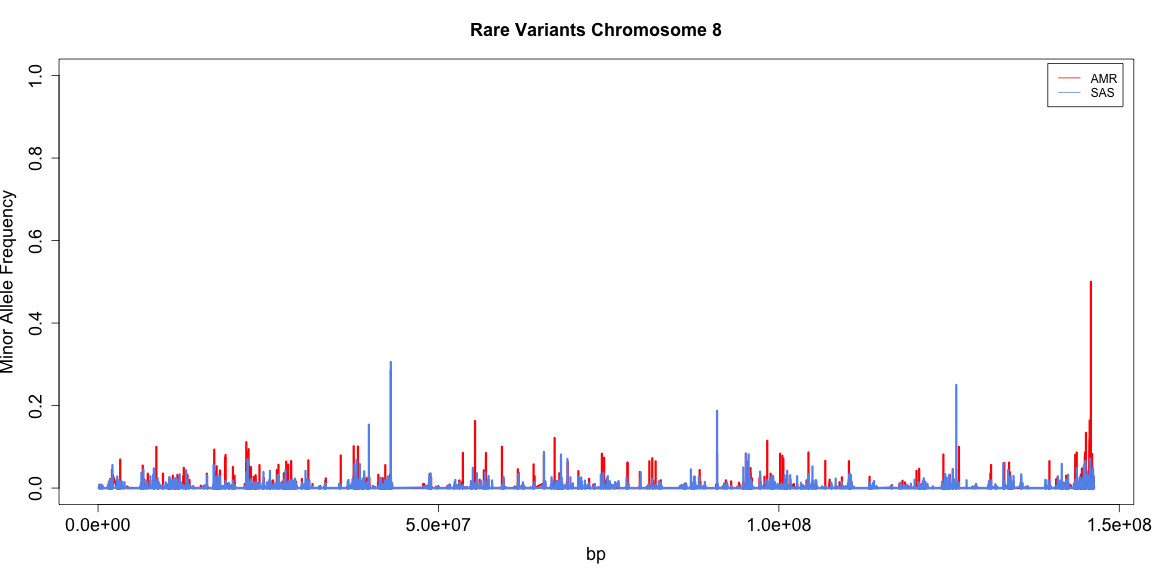 Rare Variants Chromosome 8
AMR
SAS
Minor Allele Frequency
1.0
0.8
0.6
0.4
0.2
0.0
0.0e+00 5.0e+07 1.0e+08 1.5e+08
bp